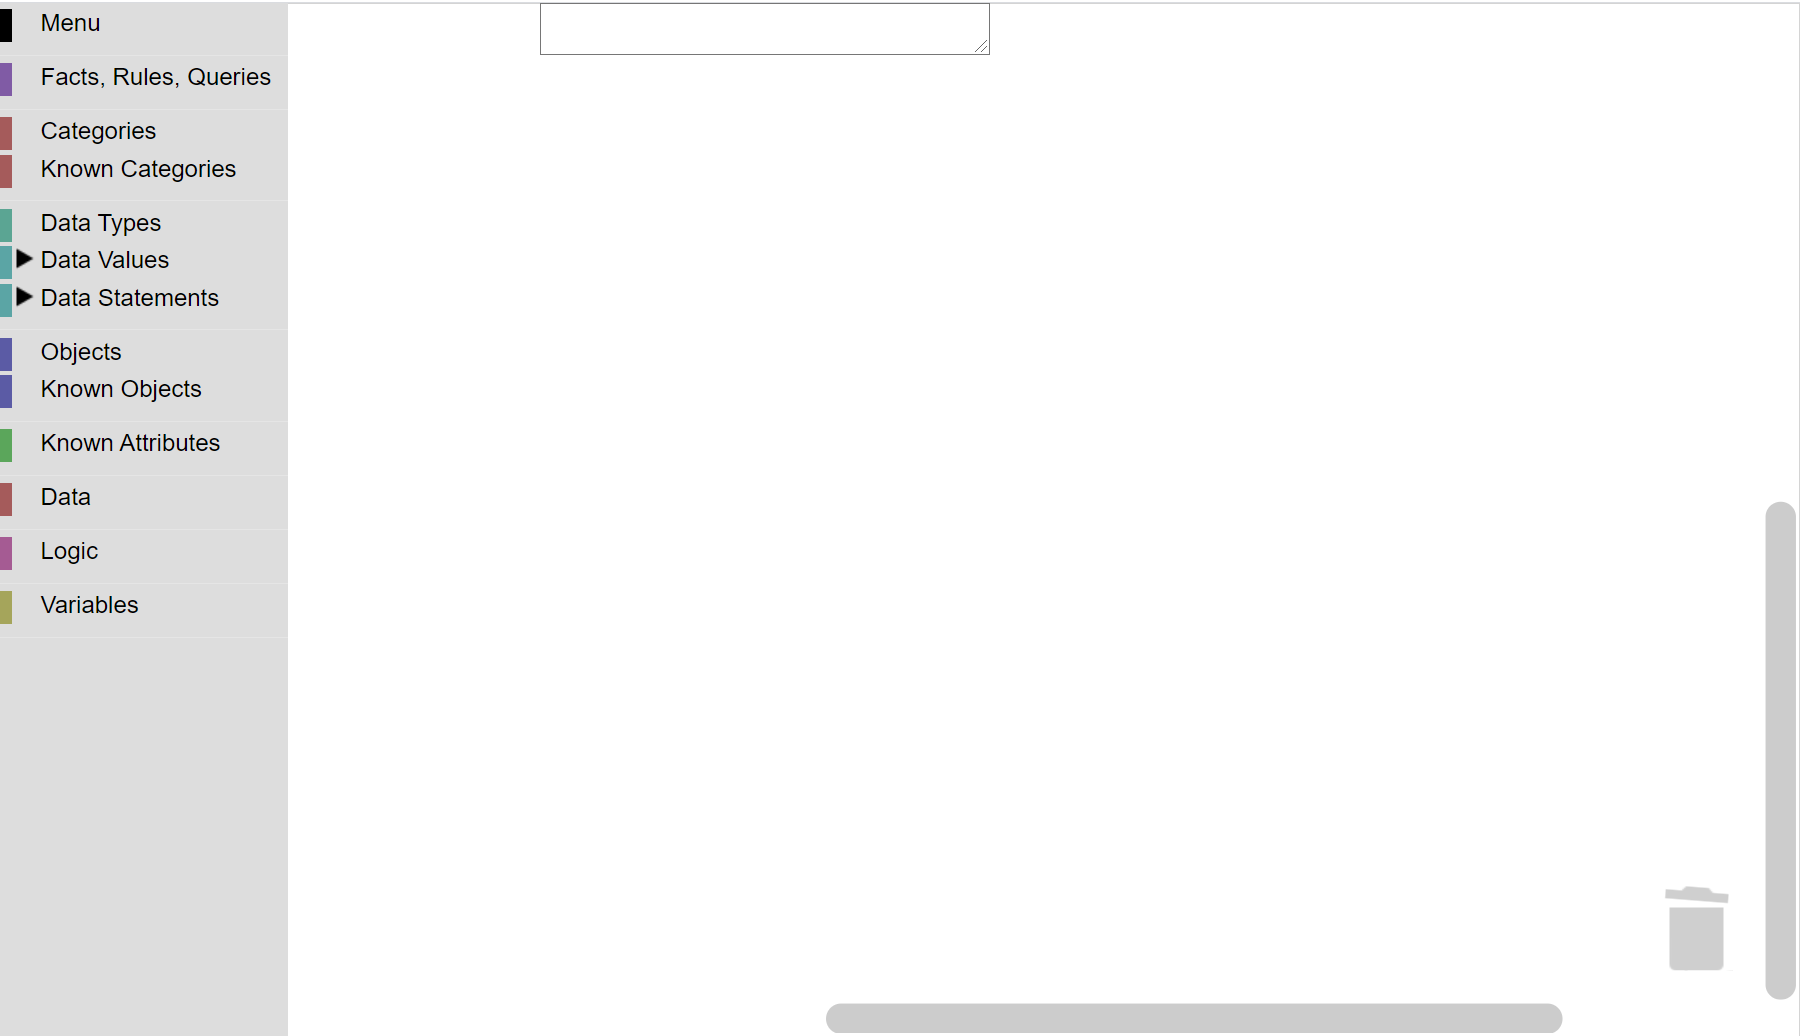 Menu
Facts, Rules, Queries
Categories
Known Categories
Data Types
Data Values
Data Statements
Objects
Known Objects
Known Attributes
Data
Logic
Variables